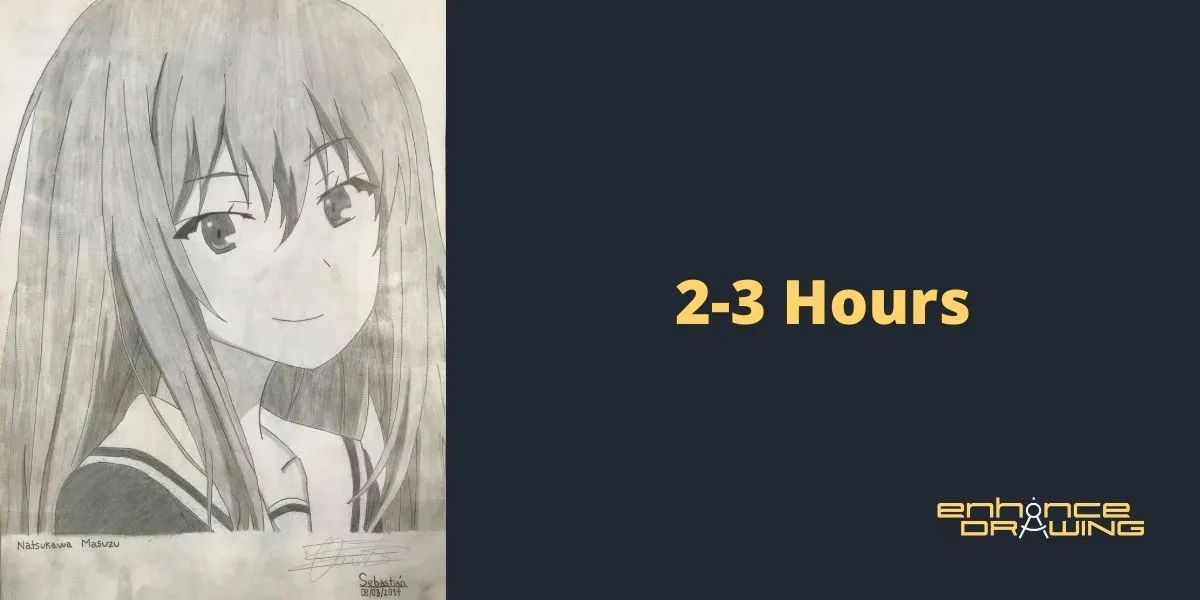 Natsukawa Masuzu
Sebastián
08/03/2014
2-3 Hours
enhance
DRAWING